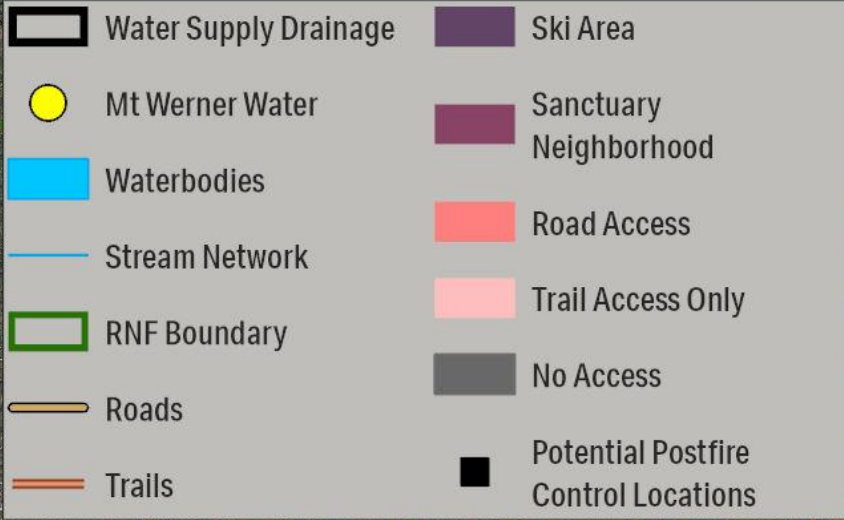 Water Supply Drainage
Mt Werner Water
Waterbodies
Stream Network
RNF Boundary
Roads
Trails
Ski Area
Sanctuary
Neighborhood
Road Access
Trail Access Only
No Access
Potential Postfire
Control Locations